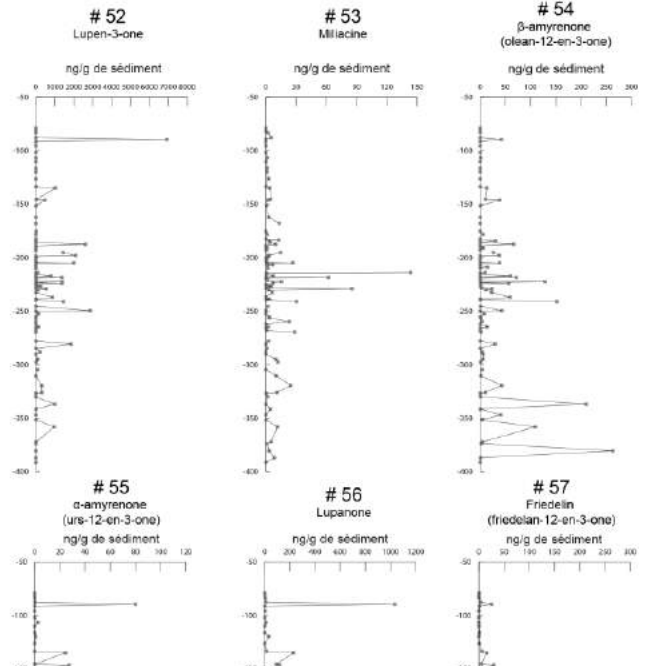 # 52
Lupen-3-one
ng/g de sédiment
0 1000 2000 3000 4000 5000 6000 7000 8000
-50
-100
-150
-200
-250
-300
-350
-400
# 53
Miliacine
ng/g de sédiment
0 30 60 90 120 150
-50
-100
-150
-200
-250
-300
-350
-400
# 54
β-amyrenone
(olean-12-en-3-one)
ng/g de sédiment
0 50 100 150 200 250 300
-50
-100
-150
-200
-250
-300
-350
-400
# 55
α-amyrenone
(urs-12-en-3-one)
ng/g de sédiment
0 20 40 60 80 100 120
-50
-100
# 56
Lupanone
ng/g de sédiment
0 200 400 600 800 1000 1200
-50
-100
# 57
Friedelin
(friedelan-12-en-3-one)
ng/g de sédiment
0 50 100 150 200 250 300
-50
-100